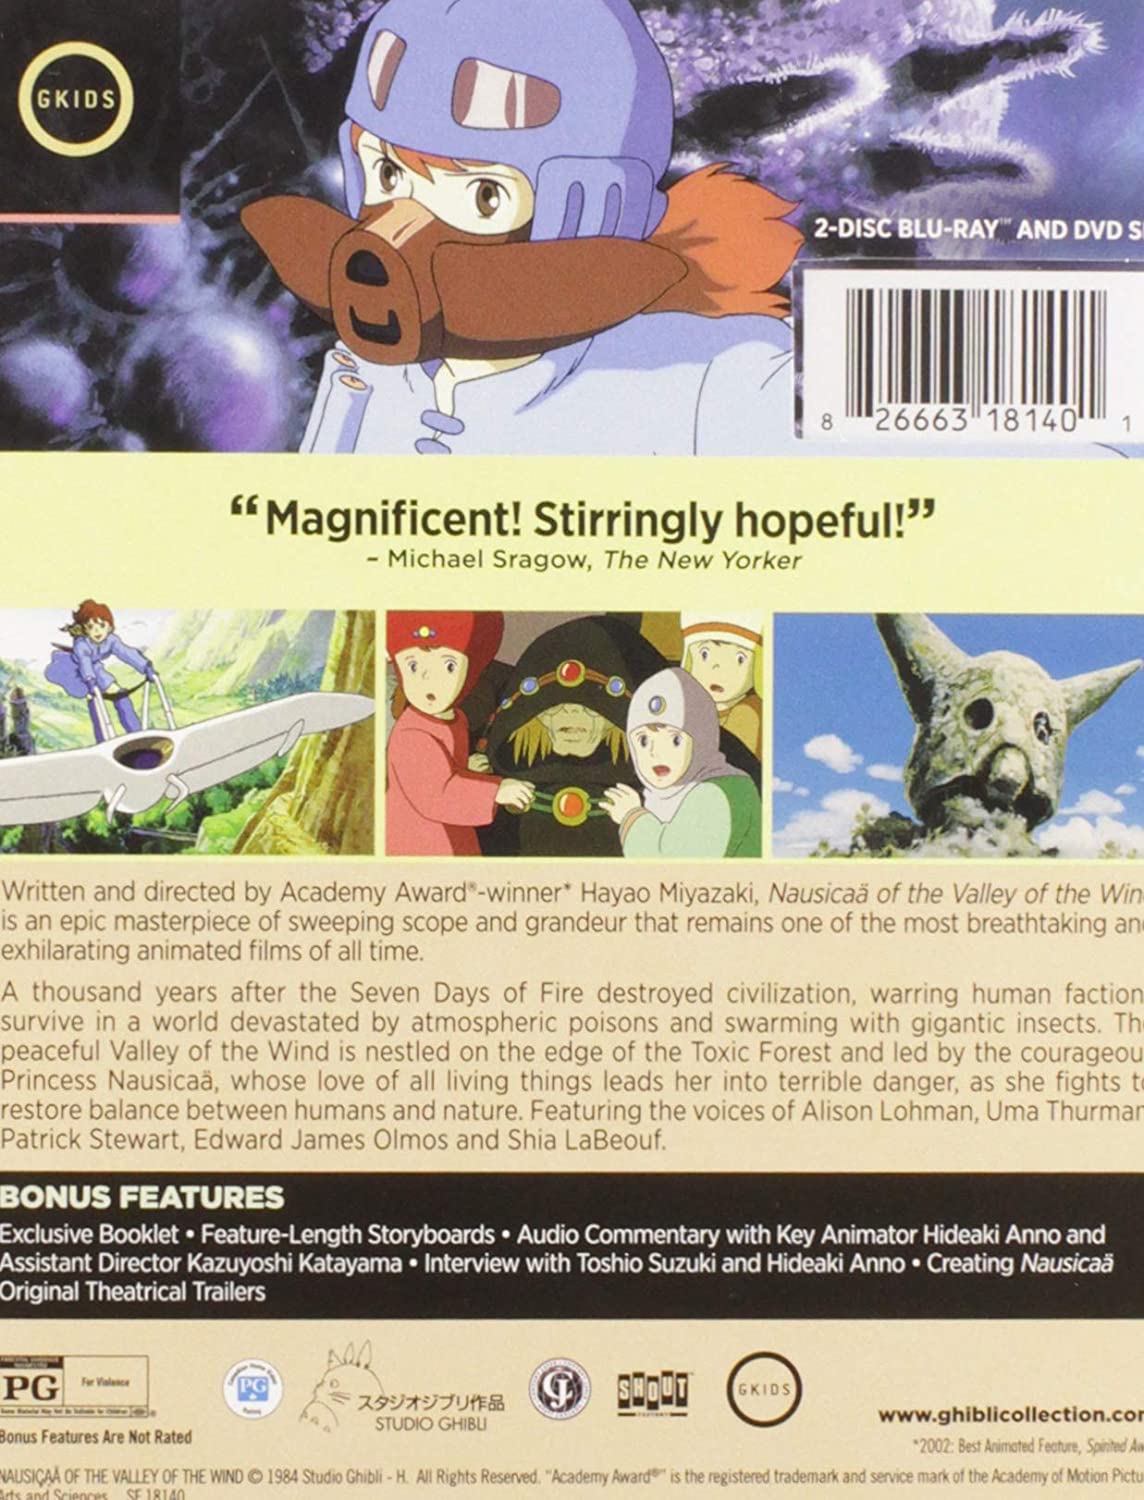 GKIDS
2-DISC BLU-RAY™ AND DVD S
8 26663 18140 1
“Magnificent! Stirringly hopeful!”
– Michael Sragow, The New Yorker
Written and directed by Academy Award®-winner* Hayao Miyazaki, Nausicaä of the Valley of the Win
is an epic masterpiece of sweeping scope and grandeur that remains one of the most breathtaking an
exhilarating animated films of all time.
A thousand years after the Seven Days of Fire destroyed civilization, warring human faction
survive in a world devastated by atmospheric poisons and swarming with gigantic insects. Th
peaceful Valley of the Wind is nestled on the edge of the Toxic Forest and led by the courageou
Princess Nausicaä, whose love of all living things leads her into terrible danger, as she fights t
restore balance between humans and nature. Featuring the voices of Alison Lohman, Uma Thurman
Patrick Stewart, Edward James Olmos and Shia LaBeouf.
BONUS FEATURES
Exclusive Booklet • Feature-Length Storyboards • Audio Commentary with Key Animator Hideaki Anno and
Assistant Director Kazuyoshi Katayama • Interview with Toshio Suzuki and Hideaki Anno • Creating Nausicaä
Original Theatrical Trailers
PG For Violence
PG
スタジオジブリ作品
STUDIO GHIBLI
SHOUT
GKIDS
Bonus Features Are Not Rated
www.ghiblicollection.cor
*2002: Best Animated Feature, Spirited Aw
NAUSICAÄ OF THE VALLEY OF THE WIND © 1984 Studio Ghibli - H. All Rights Reserved. "Academy Award®" is the registered trademark and service mark of the Academy of Motion Pictu
Arts and Sciences. SF 18140